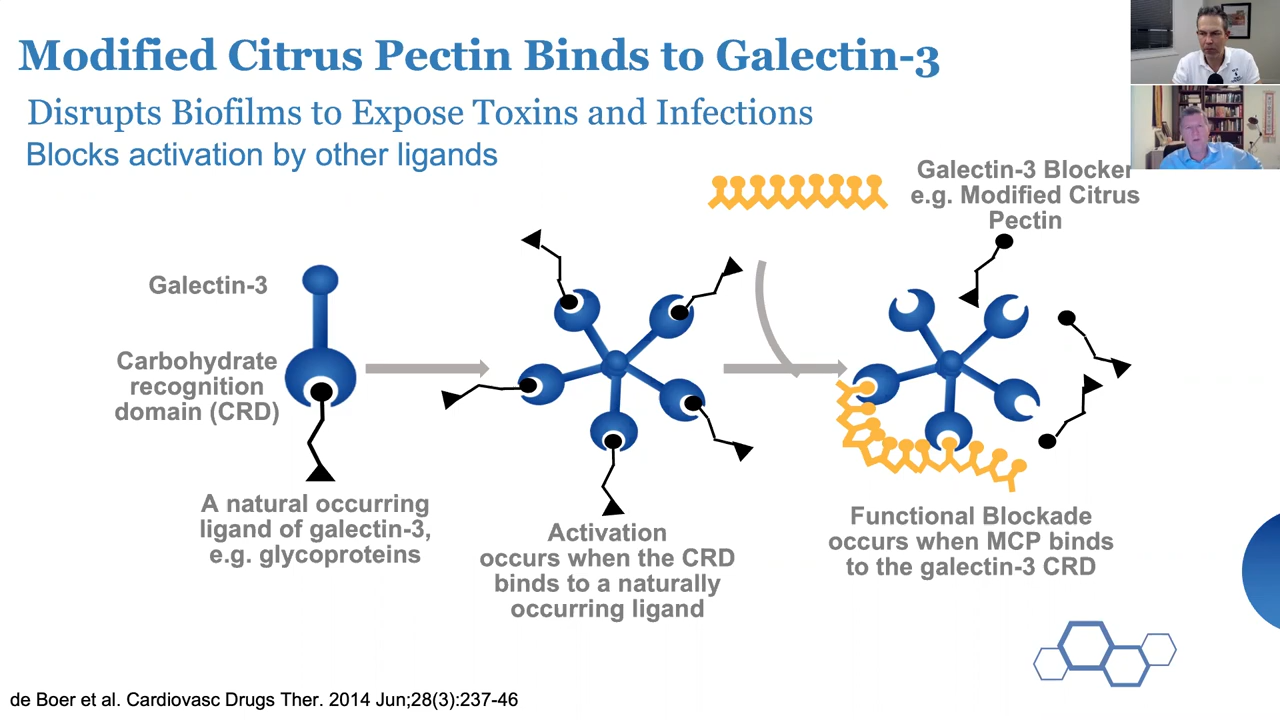 Modified Citrus Pectin Binds to Galectin-3
Disrupts Biofilms to Expose Toxins and Infections
Blocks activation by other ligands
Galectin-3 Blocker
e.g. Modified Citrus
Pectin
Galectin-3
Carbohydrate
recognition
domain (CRD)
A natural occurring
ligand of galectin-3,
e.g. glycoproteins
Activation
occurs when the CRD
binds to a naturally
occurring ligand
Functional Blockade
occurs when MCP binds
to the galectin-3 CRD
de Boer et al. Cardiovasc Drugs Ther. 2014 Jun;28(3):237-46